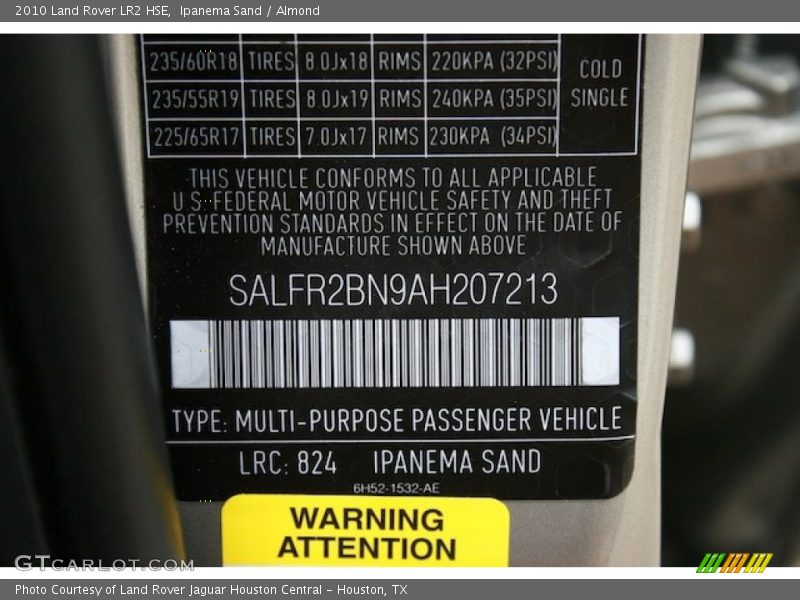 2010 Land Rover LR2 HSE, Ipanema Sand / Almond
235/60R18 TIRES 8.0Jx18 RIMS 220KPA (32PSI)
235/55R19 TIRES 8.0Jx19 RIMS 240KPA (35PSI)
225/65R17 TIRES 7.0Jx17 RIMS 230KPA (34PSI)
COLD
SINGLE
THIS VEHICLE CONFORMS TO ALL APPLICABLE
U.S. FEDERAL MOTOR VEHICLE SAFETY AND THEFT
PREVENTION STANDARDS IN EFFECT ON THE DATE OF
MANUFACTURE SHOWN ABOVE
SALFR2BN9AH207213
TYPE: MULTI-PURPOSE PASSENGER VEHICLE
LRC: 824 IPANEMA SAND
6H52-1532-AE
WARNING
ATTENTION
GTCARLOT.COM
Photo Courtesy of Land Rover Jaguar Houston Central - Houston, TX